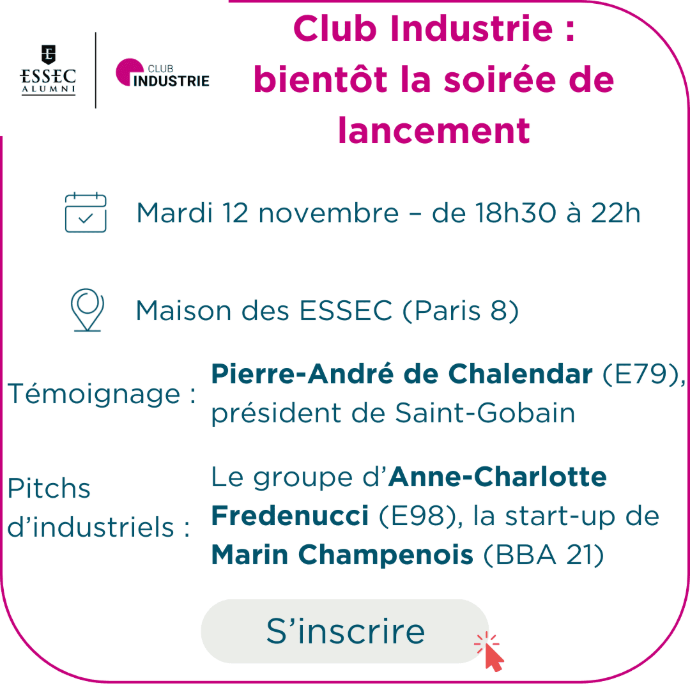 Club Industrie :
bientôt la soirée de
lancement
E
ESSEC
ALUMNI
CLUB
INDUSTRIE
Mardi 12 novembre – de 18h30 à 22h
Maison des ESSEC (Paris 8)
Témoignage :
Pierre-André de Chalendar (E79),
président de Saint-Gobain
Pitchs
d’industriels :
Le groupe d’Anne-Charlotte
Fredenucci (E98), la start-up de
Marin Champenois (BBA 21)
S’inscrire